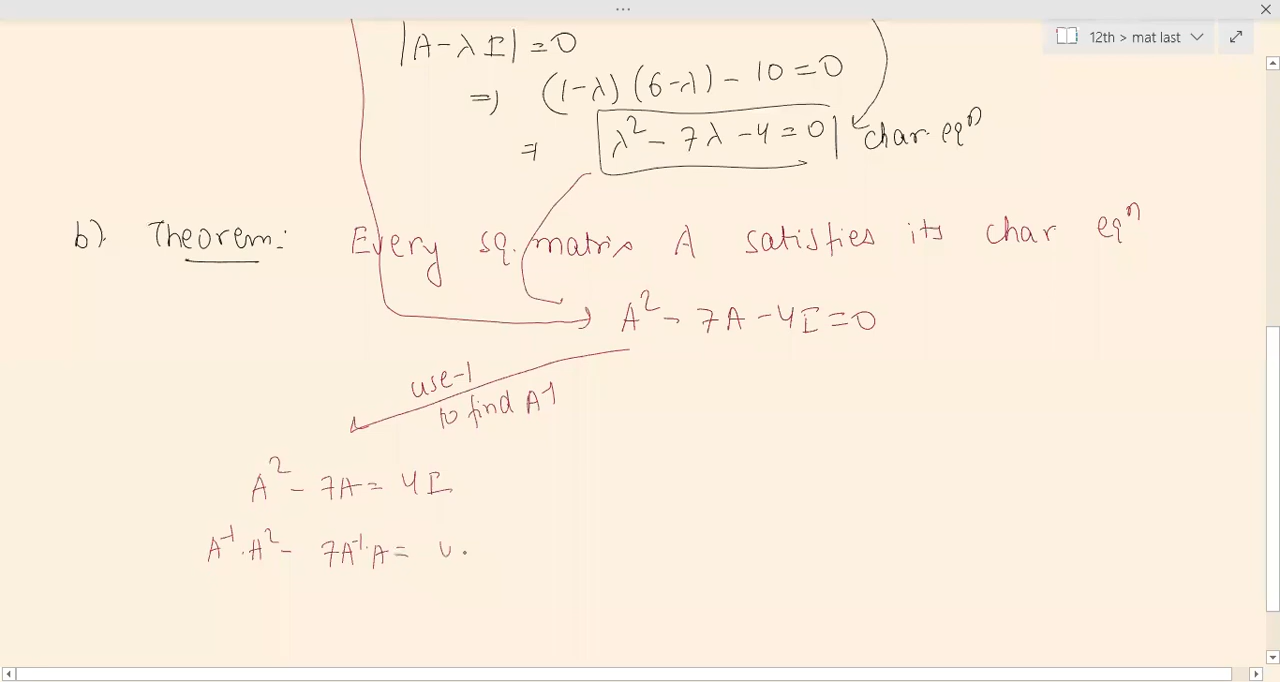 ...
12th > mat last
|A-λI| = 0
=> (1-λ)(6-λ) - 10 = 0
=> λ² - 7λ - 4 = 0 char. eqⁿ
b). Theorem: Every sq. matrix A satisfies its char eqⁿ
A² - 7A - 4I = 0
use-1
to find A⁻¹
A² - 7A = 4I
A⁻¹.A² - 7A⁻¹.A =